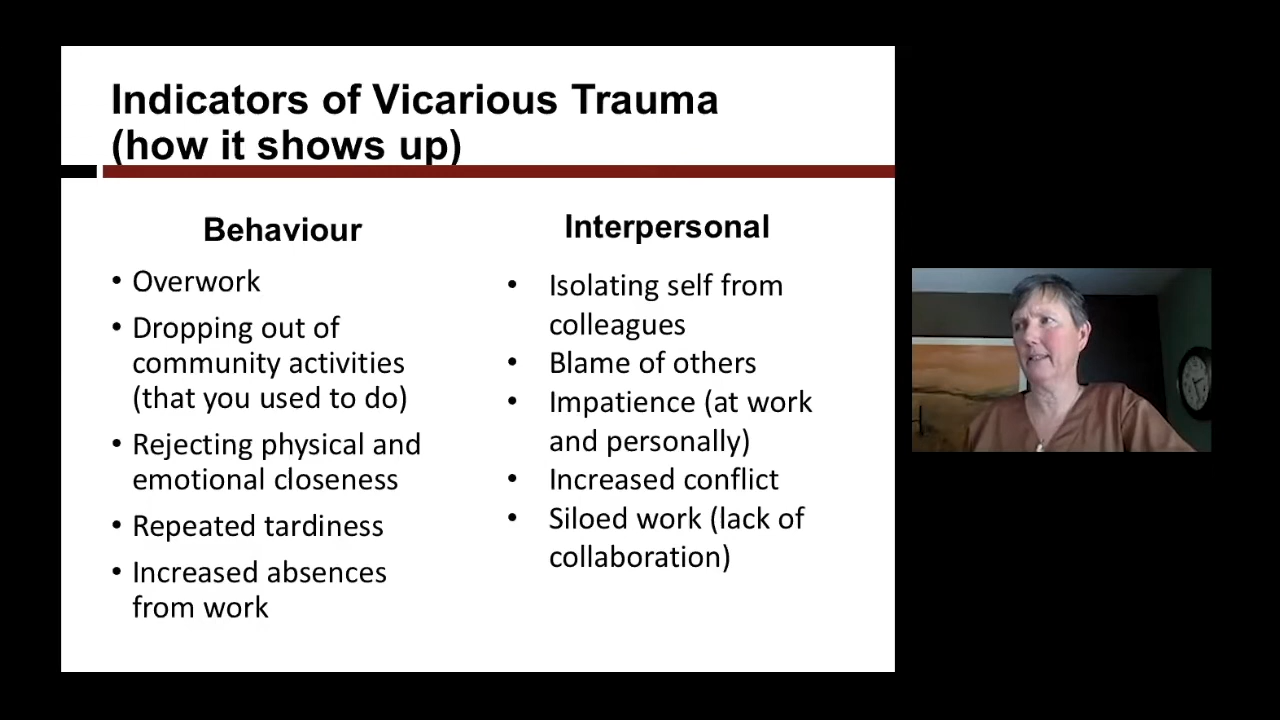 Indicators of Vicarious Trauma
(how it shows up)
Behaviour
• Overwork
• Dropping out of
community activities
(that you used to do)
• Rejecting physical and
emotional closeness
• Repeated tardiness
• Increased absences
from work
Interpersonal
• Isolating self from
colleagues
• Blame of others
• Impatience (at work
and personally)
• Increased conflict
• Siloed work (lack of
collaboration)